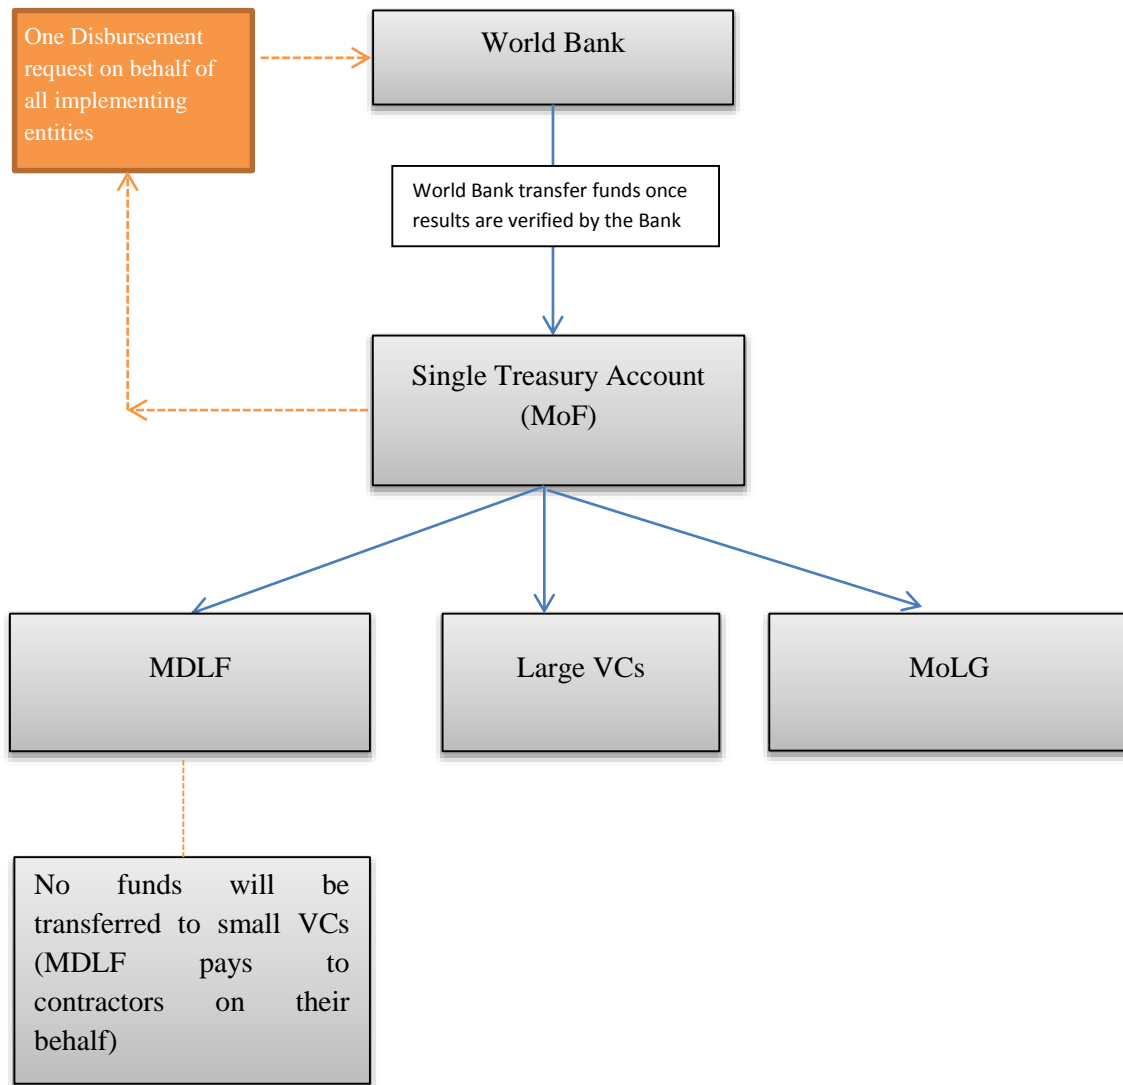 One Disbursement
request on behalf of
all implementing
entities
World Bank
World Bank transfer funds once
results are verified by the Bank
Single Treasury Account
(MoF)
MDLF
Large VCs
MoLG
No funds will be
transferred to small VCs
(MDLF pays to
contractors on their
behalf)